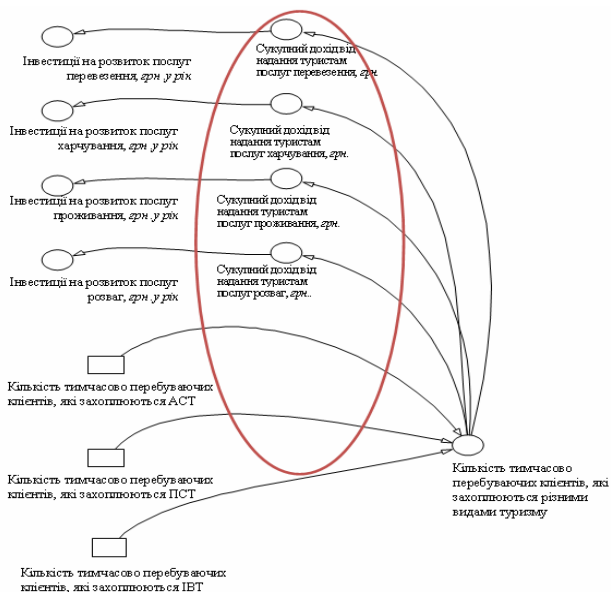 Інвестиції на розвиток послуг
перевезення, грн у рік
Сукупний дохід від
надання туристам
послуг перевезення, грн.
Інвестиції на розвиток послуг
харчування, грн у рік
Сукупний дохід від
надання туристам
послуг харчування, грн.
Інвестиції на розвиток послуг
проживання, грн у рік
Сукупний дохід від
надання туристам
послуг проживання, грн.
Інвестиції на розвиток послуг
розваг, грн у рік
Сукупний дохід від
надання туристам
послуг розваг, грн..
Кількість тимчасово перебуваючих
клієнтів, які захоплюються АСТ
Кількість тимчасово перебуваючих
клієнтів, які захоплюються ПСТ
Кількість тимчасово
перебуваючих клієнтів, які
захоплюються різними
видами туризму
Кількість тимчасово перебуваючих
клієнтів, які захоплюються ІВТ